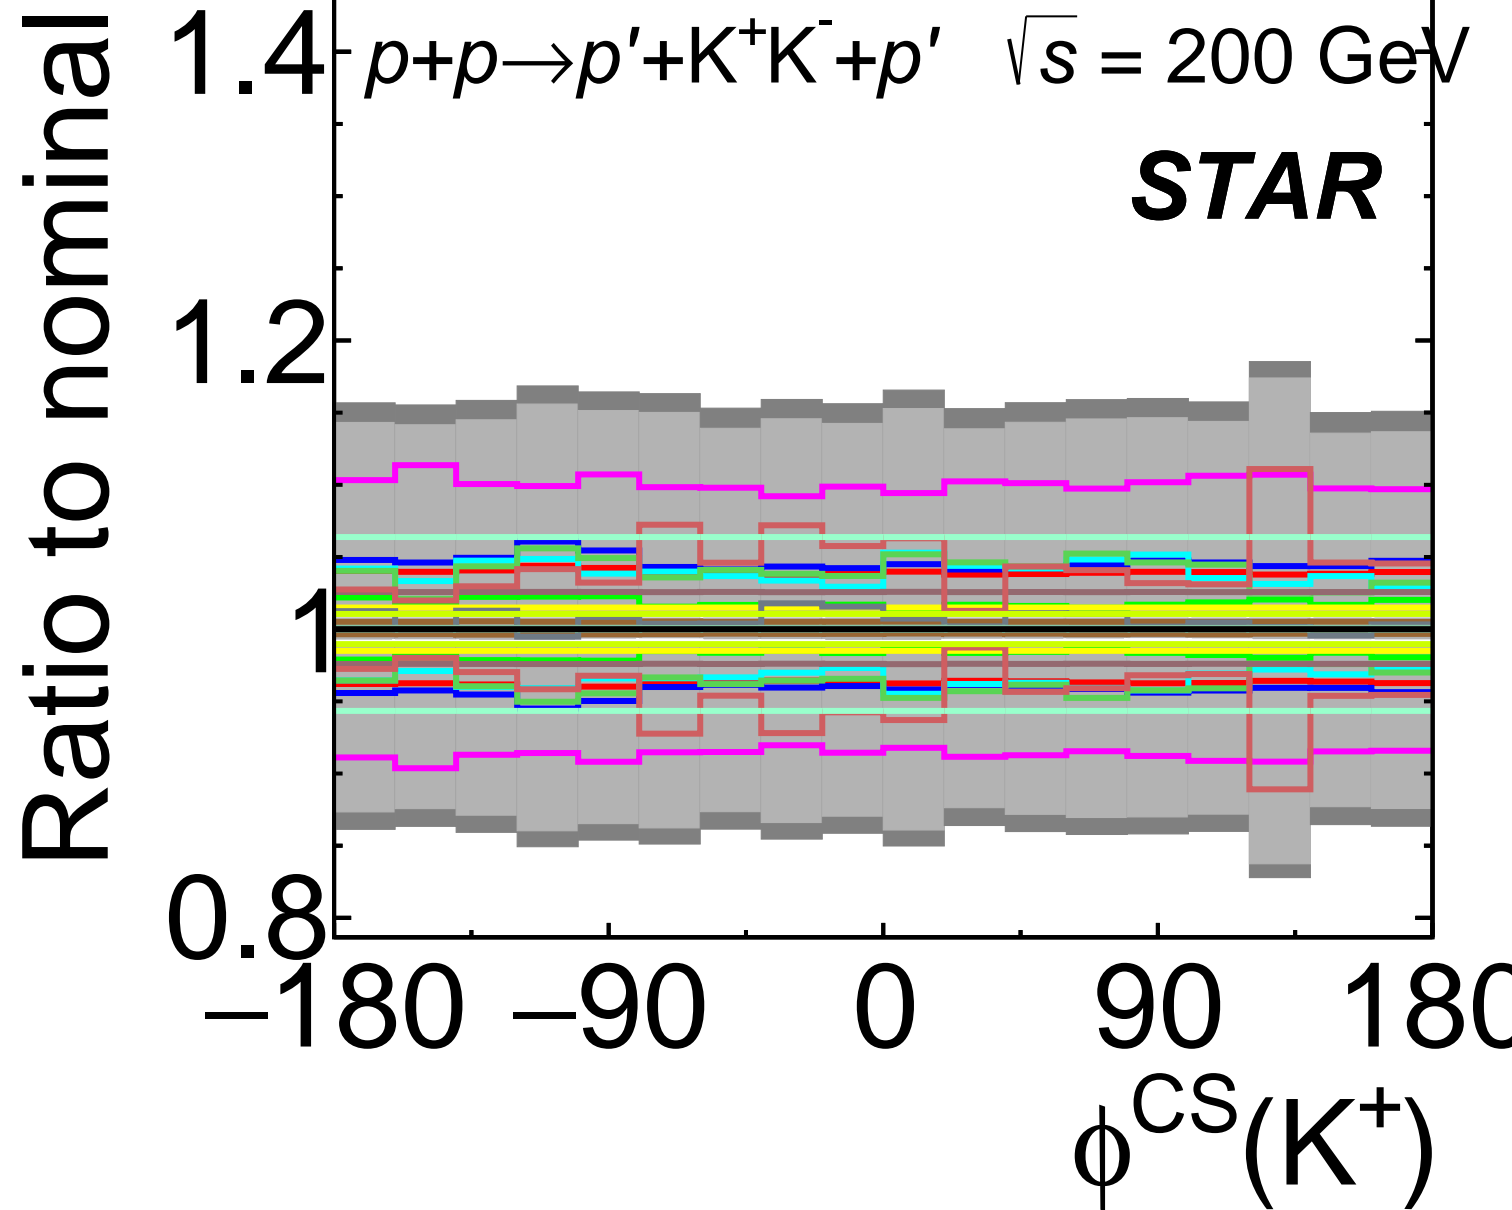 Ratio to nominal
1.4
p+p→p′+K⁺K⁻+p′ √s = 200 GeV
STAR
1.2
1
0.8
−180 −90 0 90 180
ϕ^CS(K⁺)